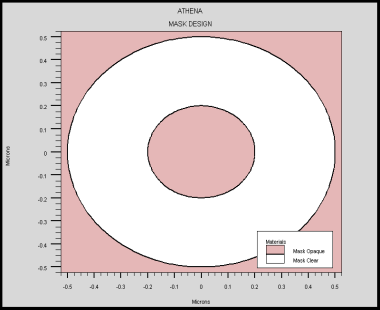 ATHENA
MASK DESIGN
0.5
0.4
0.3
0.2
0.1
0
-0.1
-0.2
-0.3
-0.4
-0.5
Microns
Materials
Mask Opaque
Mask Clear
-0.5 -0.4 -0.3 -0.2 -0.1 0 0.1 0.2 0.3 0.4 0.5
Microns